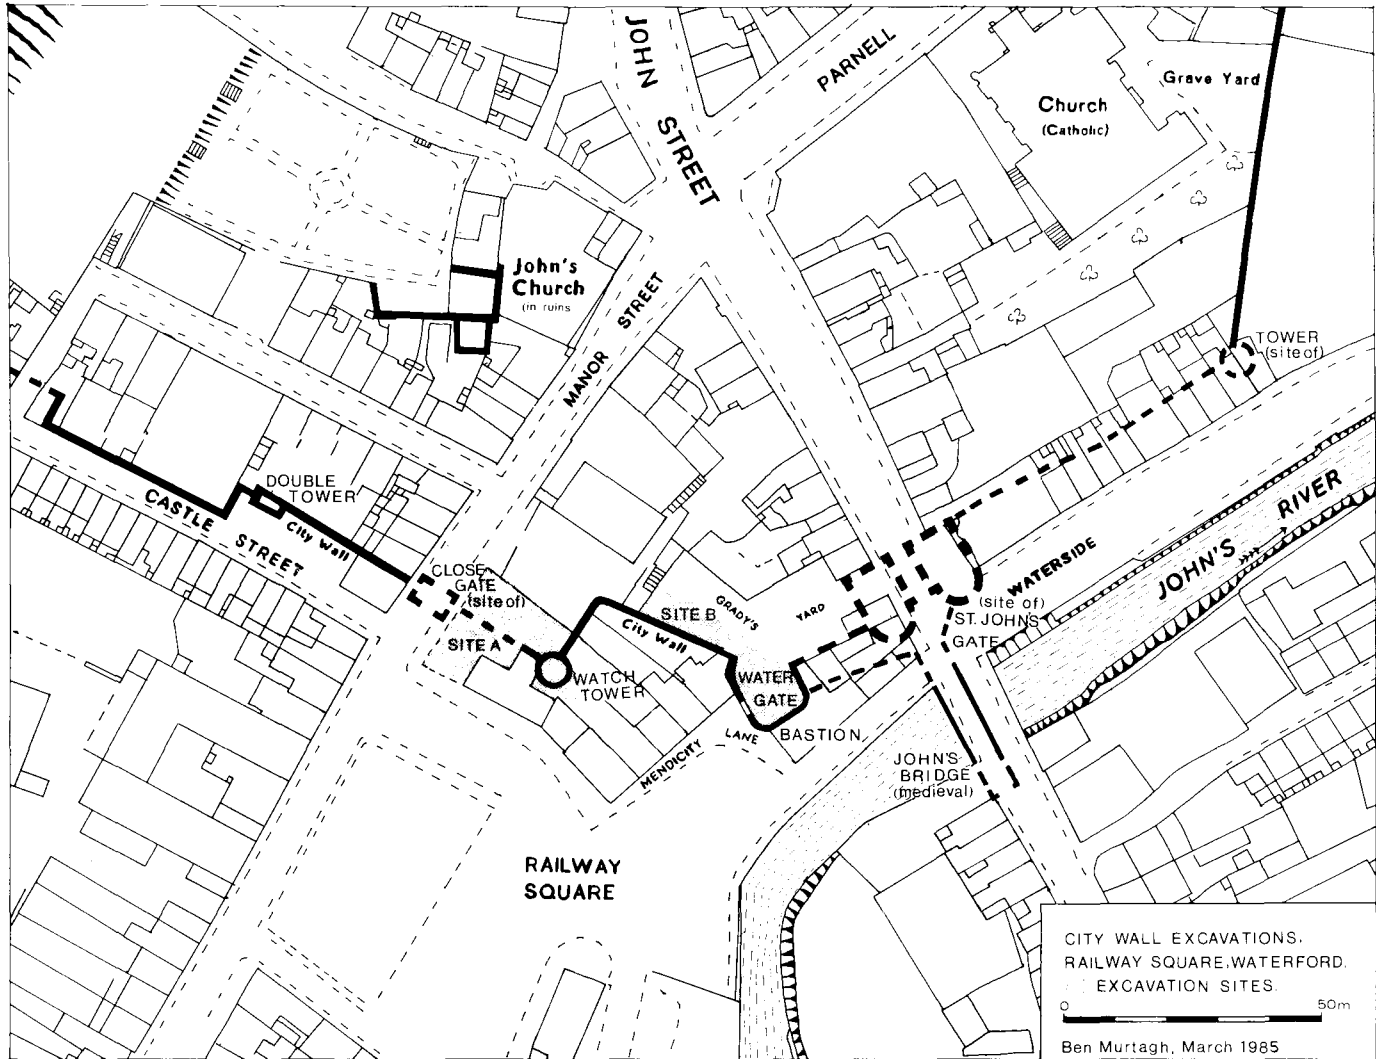 JOHN
STREET
PARNELL
Grave Yard
Church
(Catholic)
John's
Church
(in ruins
MANOR STREET
TOWER
(site of)
DOUBLE
TOWER
City Wall
CASTLE
STREET
CLOSE
GATE
(site of)
SITE A
WATCH
TOWER
SITE B
City Wall
GRADY'S
YARD
WATER
GATE
BASTION
MENDICITY
LANE
WATERSIDE
(site of)
ST. JOHN'S
GATE
JOHN'S
RIVER
JOHN'S
BRIDGE
(medieval)
RAILWAY
SQUARE
CITY WALL EXCAVATIONS,
RAILWAY SQUARE, WATERFORD.
EXCAVATION SITES.
0 50m
Ben Murtagh, March 1985